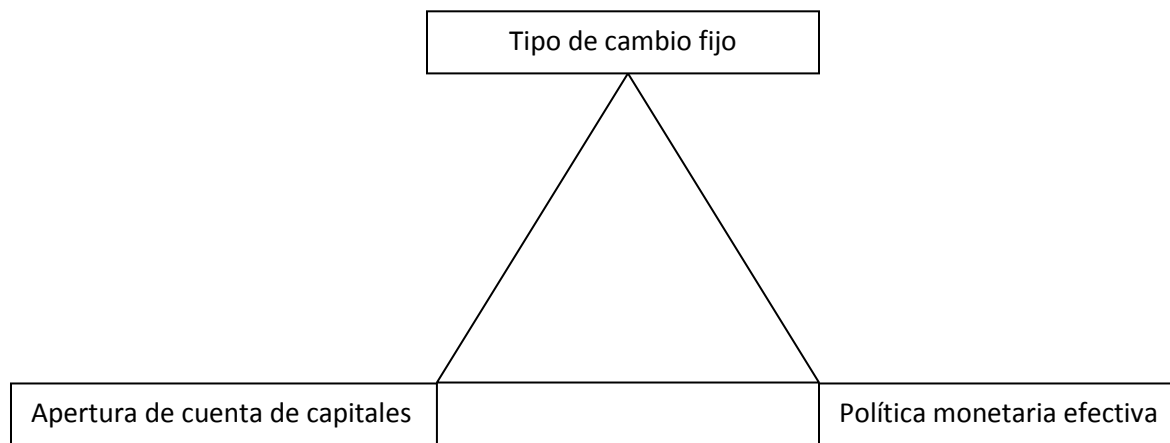 Tipo de cambio fijo
Apertura de cuenta de capitales
Política monetaria efectiva